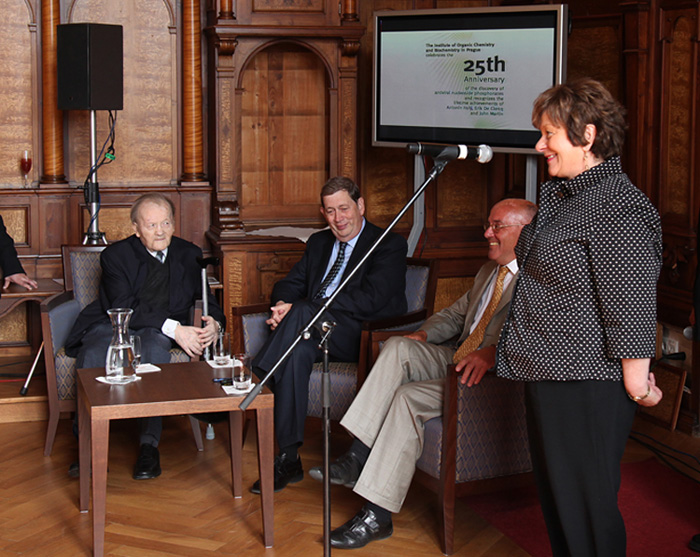 The Institute of Organic Chemistry
and Biochemistry in Prague
celebrates the
25th
Anniversary
of the discovery of
antiviral nucleoside phosphonates
and recognizes the
lifetime achievements of
Antonín Holý, Erik De Clercq
and John Martin